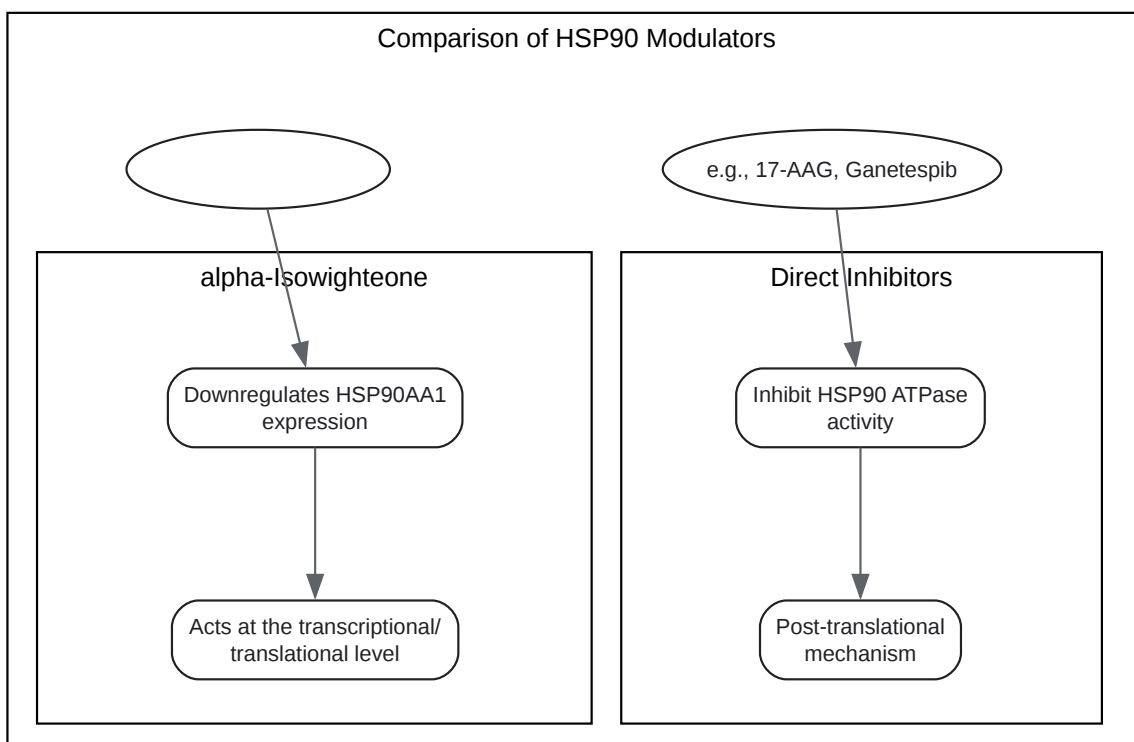 Comparison of HSP90 Modulators
e.g., 17-AAG, Ganetespib
alpha-Isowighteone
Downregulates HSP90AA1
expression
Acts at the transcriptional/
translational level
Direct Inhibitors
Inhibit HSP90 ATPase
activity
Post-translational
mechanism